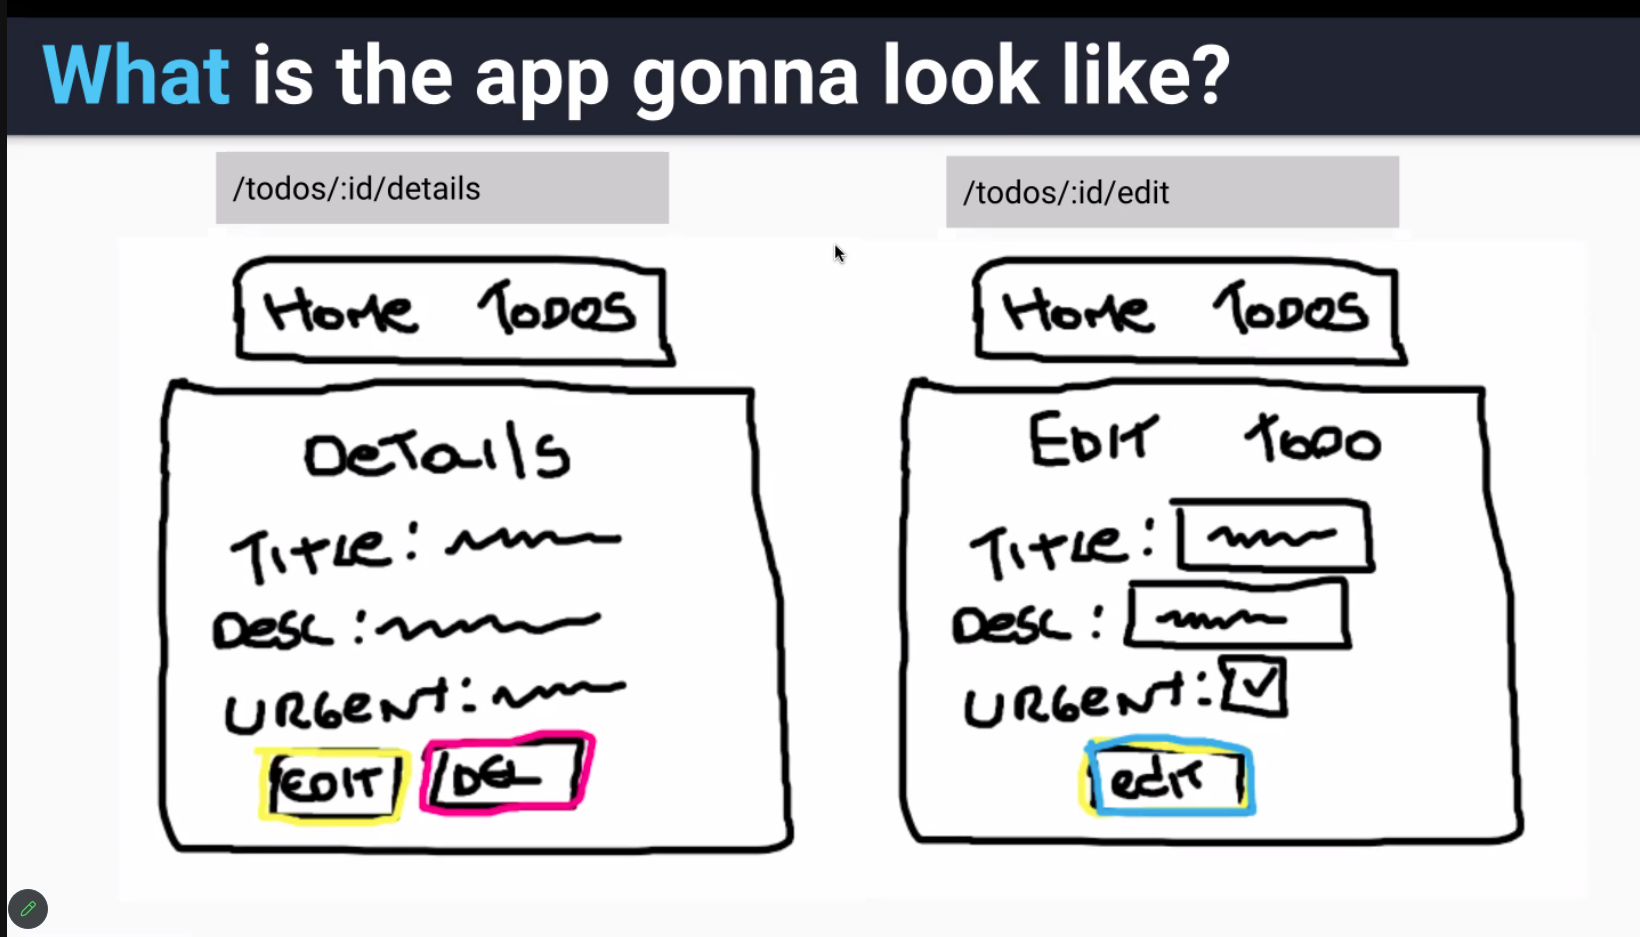 What is the app gonna look like?
/todos/:id/details
Home Todos
Details
Title:
Desc:
Urgent:
EDIT DEL
/todos/:id/edit
Home Todos
EDIT Todo
Title:
Desc:
Urgent:
edit